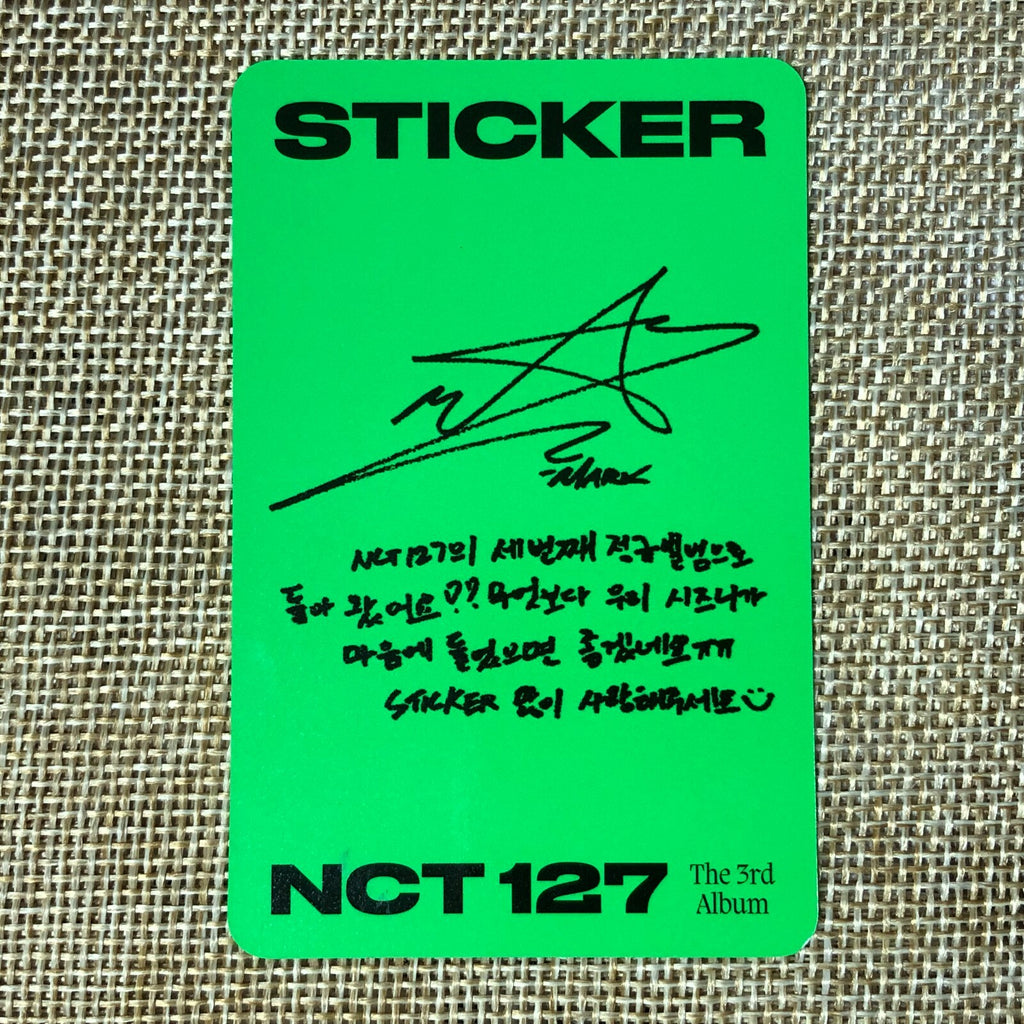 STICKER
-MARK
NCT127의 세번째 정규앨범으로
돌아 왔어요?? 무엇보다 우리 시즈니가
마음에 들었으면 좋겠네요ㅠㅠ
STICKER 많이 사랑해주세요
NCT 127
The 3rd
Album